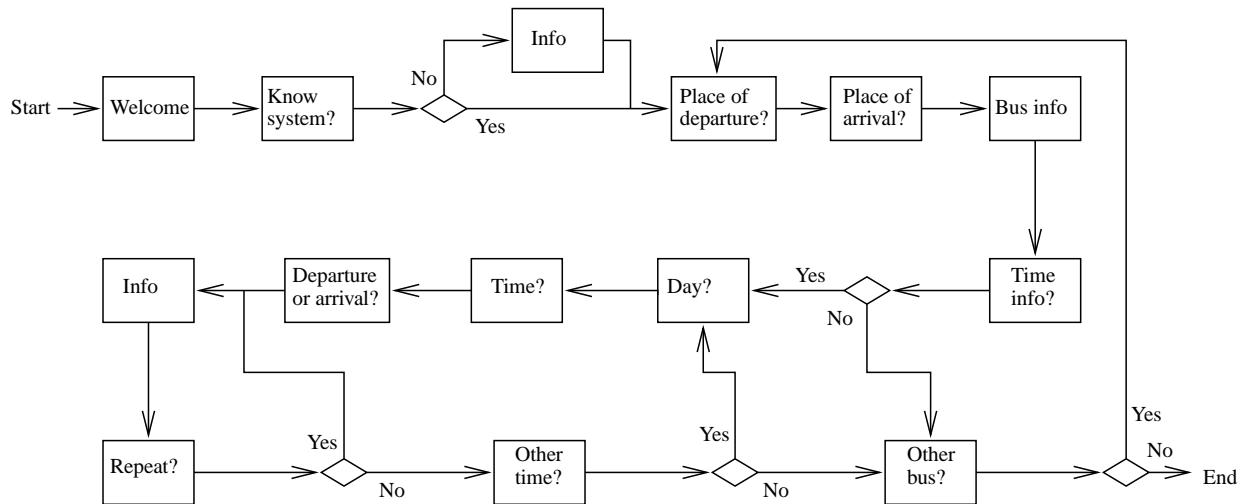 Info
No
Start
Welcome
Know
system?
Yes
Place of
departure?
Place of
arrival?
Bus info
Info
Departure
or arrival?
Time?
Day?
Yes
No
Time
info?
Repeat?
Yes
No
Other
time?
Yes
No
Other
bus?
Yes
No
End